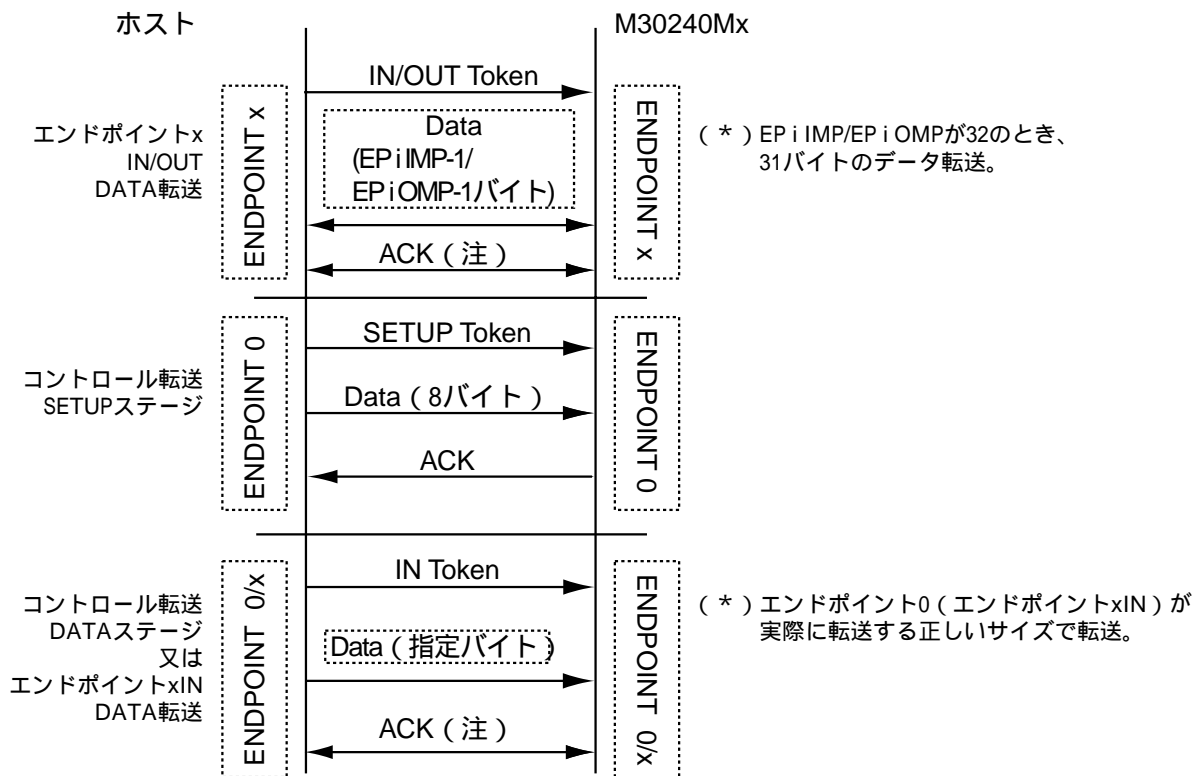 ホスト
M30240Mx
IN/OUT Token
エンドポイントx
IN/OUT
DATA転送
ENDPOINT x
Data
(EPiIMP-1/
EPiOMP-1バイト)
ACK(注)
ENDPOINT x
(*)EPiIMP/EPiOMPが32のとき、
31バイトのデータ転送。
コントロール転送
SETUPステージ
ENDPOINT 0
SETUP Token
Data(8バイト)
ACK
ENDPOINT 0
コントロール転送
DATAステージ
又は
エンドポイントxIN
DATA転送
ENDPOINT 0/x
IN Token
Data(指定バイト)
ACK(注)
ENDPOINT 0/x
(*)エンドポイント0(エンドポイントxIN)が
実際に転送する正しいサイズで転送。